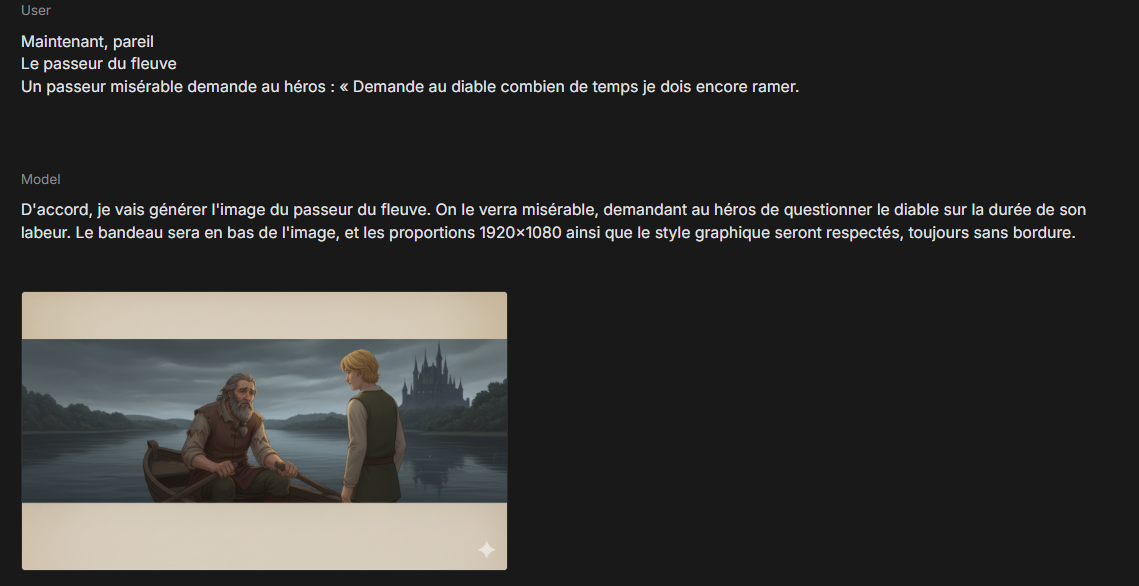 User
Maintenant, pareil
Le passeur du fleuve
Un passeur misérable demande au héros : « Demande au diable combien de temps je dois encore ramer.
Model
D'accord, je vais générer l'image du passeur du fleuve. On le verra misérable, demandant au héros de questionner le diable sur la durée de son
labeur. Le bandeau sera en bas de l'image, et les proportions 1920x1080 ainsi que le style graphique seront respectés, toujours sans bordure.